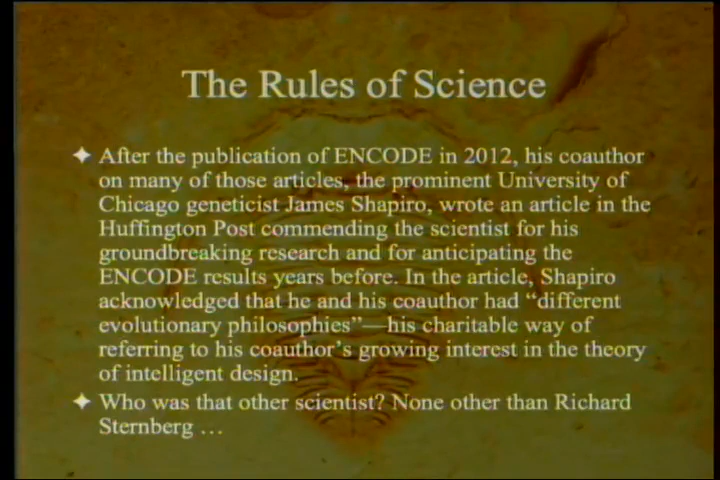 The Rules of Science
After the publication of ENCODE in 2012, his coauthor
on many of those articles, the prominent University of
Chicago geneticist James Shapiro, wrote an article in the
Huffington Post commending the scientist for his
groundbreaking research and for anticipating the
ENCODE results years before. In the article, Shapiro
acknowledged that he and his coauthor had “different
evolutionary philosophies”—his charitable way of
referring to his coauthor’s growing interest in the theory
of intelligent design.
Who was that other scientist? None other than Richard
Sternberg …